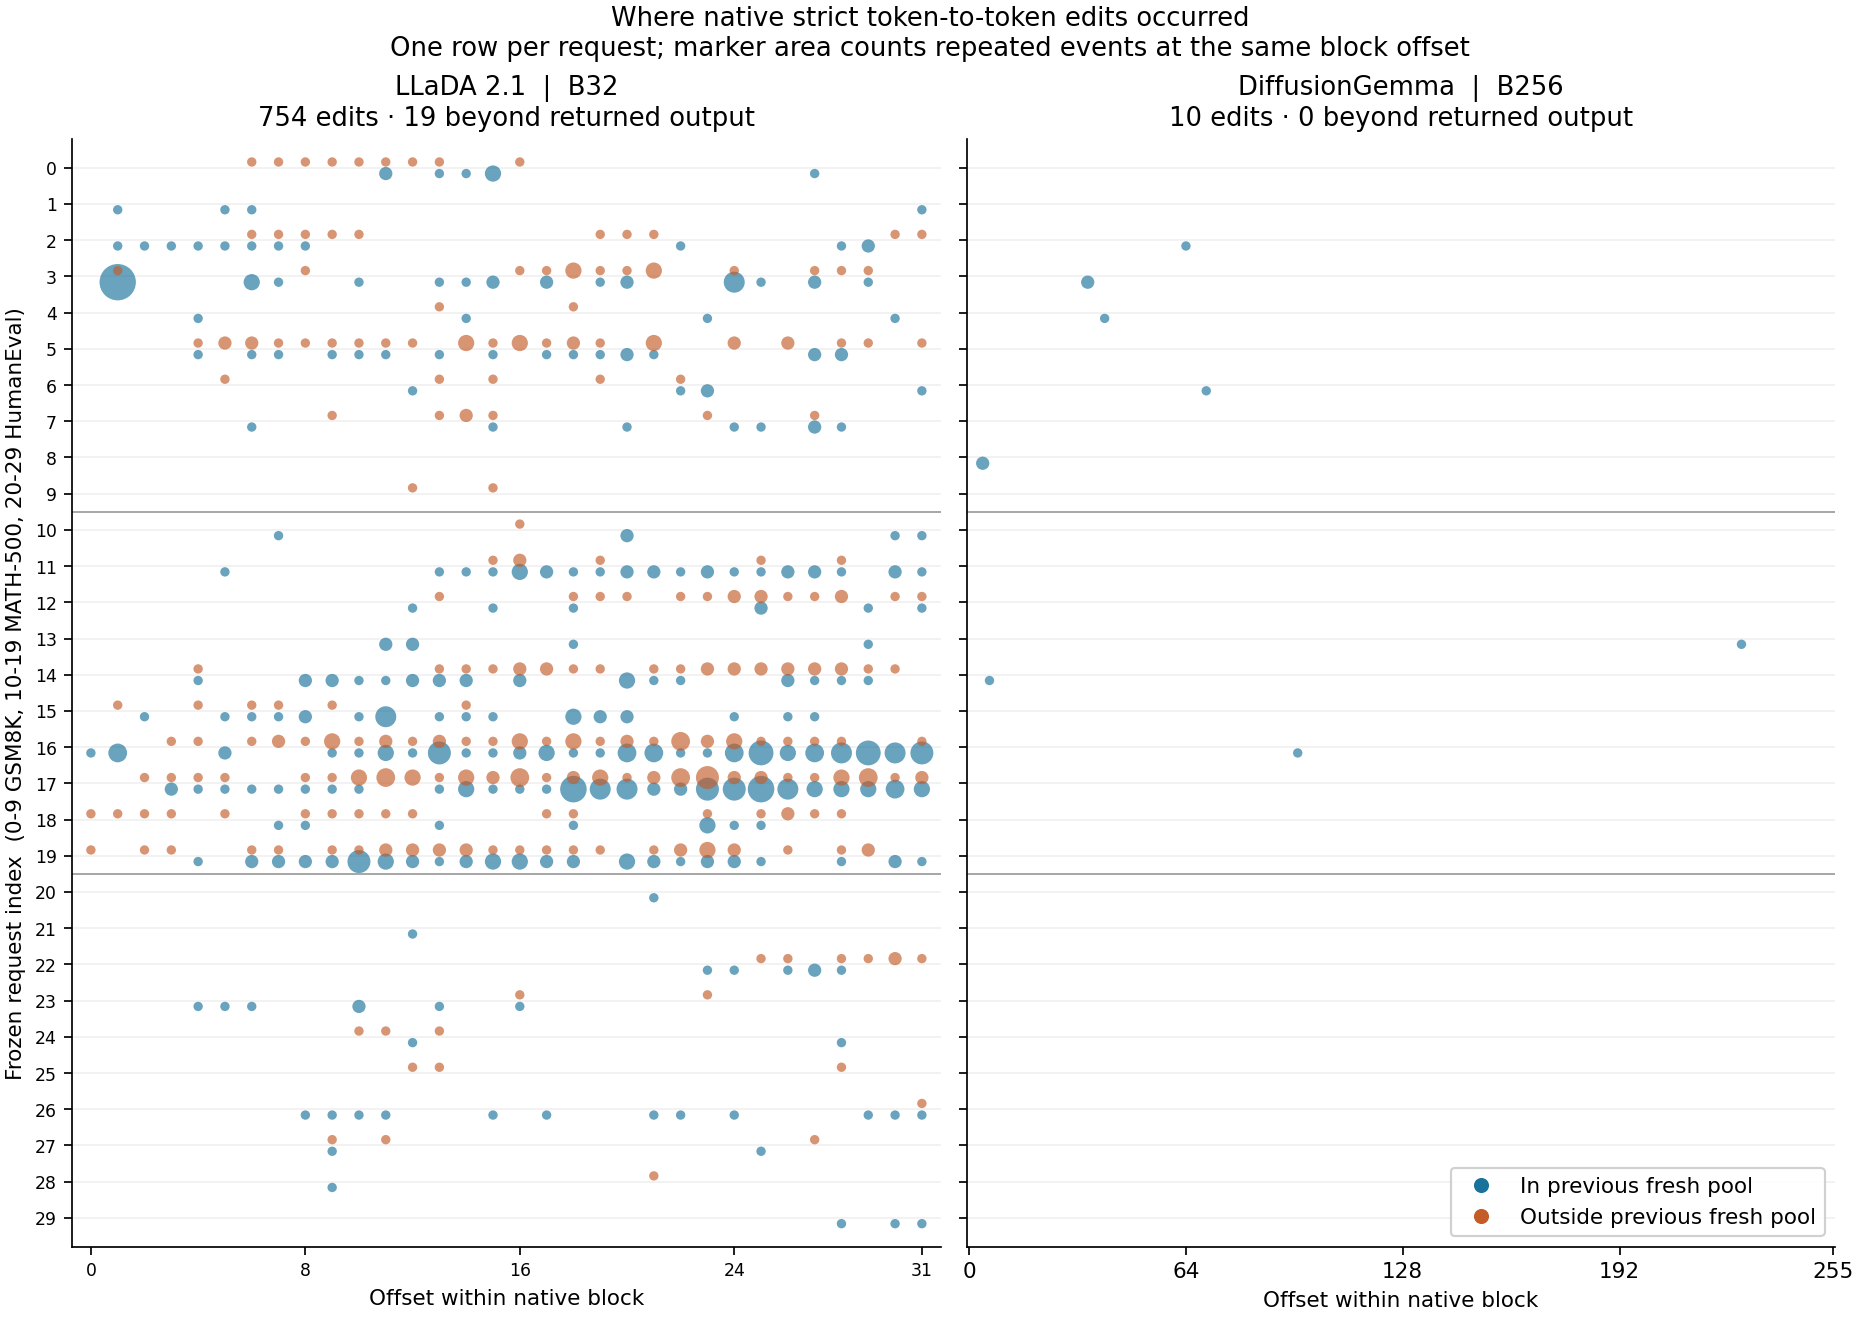 Where native strict token-to-token edits occurred
One row per request; marker area counts repeated events at the same block offset
LLaDA 2.1 | B32
754 edits · 19 beyond returned output
DiffusionGemma | B256
10 edits · 0 beyond returned output
Frozen request index (0-9 GSM8K, 10-19 MATH-500, 20-29 HumanEval)
0
1
2
3
4
5
6
7
8
9
10
11
12
13
14
15
16
17
18
19
20
21
22
23
24
25
26
27
28
29
0 8 16 24 31
Offset within native block
In previous fresh pool
Outside previous fresh pool
0 64 128 192 255
Offset within native block